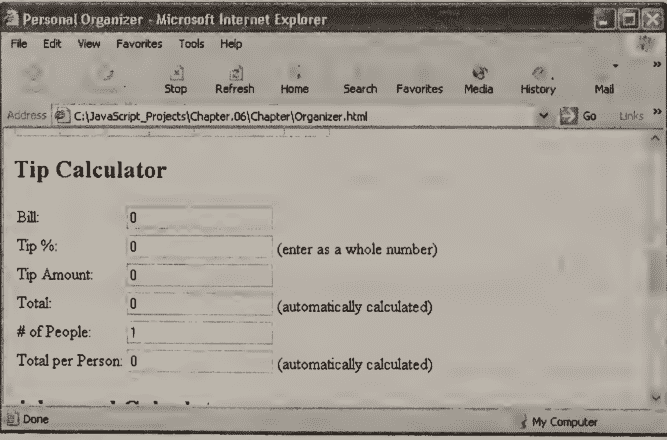 Personal Organizer - Microsoft Internet Explorer
File Edit View Favorites Tools Help
Stop Refresh Home Search Favorites Media History Mail
Address C:\JavaScript_Projects\Chapter.06\Chapter\Organizer.html Go Links
Tip Calculator
Bill: 0
Tip %: 0 (enter as a whole number)
Tip Amount: 0
Total: 0 (automatically calculated)
# of People: 1
Total per Person: 0 (automatically calculated)
Done My Computer